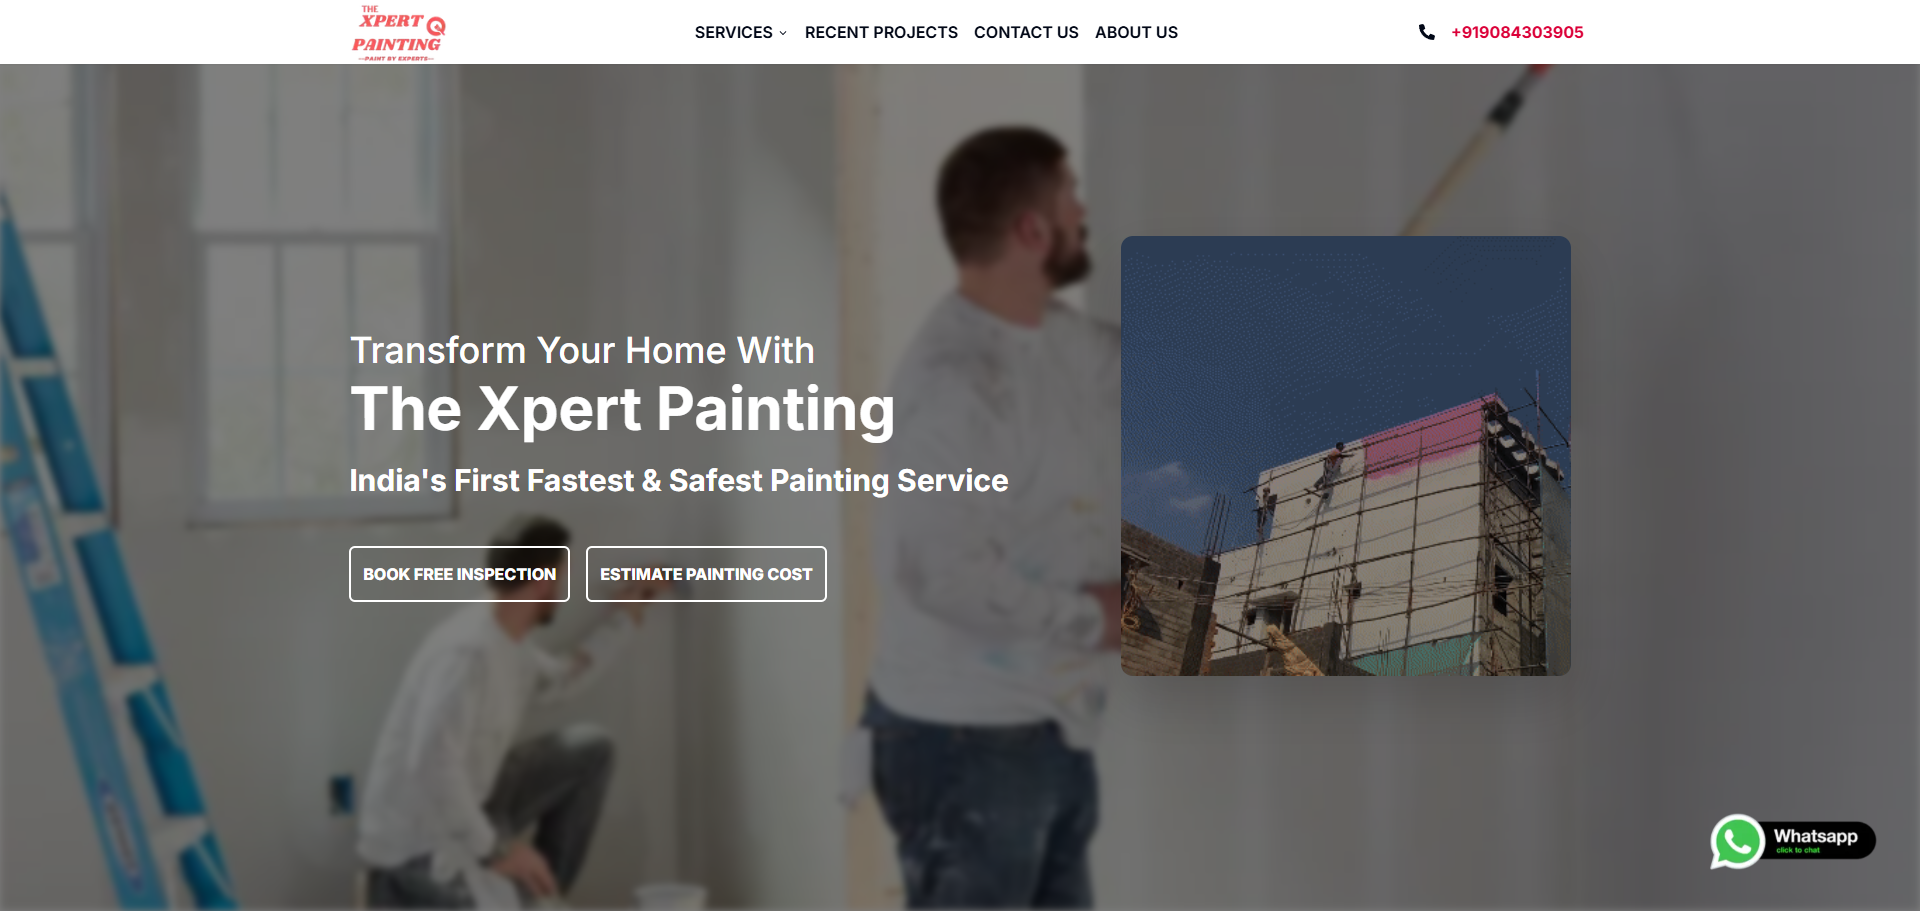 THE
XPERT
PAINTING
PAINT BY EXPERTS
SERVICES
RECENT PROJECTS
CONTACT US
ABOUT US
+919084303905
Transform Your Home With
The Xpert Painting
India's First Fastest & Safest Painting Service
BOOK FREE INSPECTION
ESTIMATE PAINTING COST
Whatsapp
click to chat